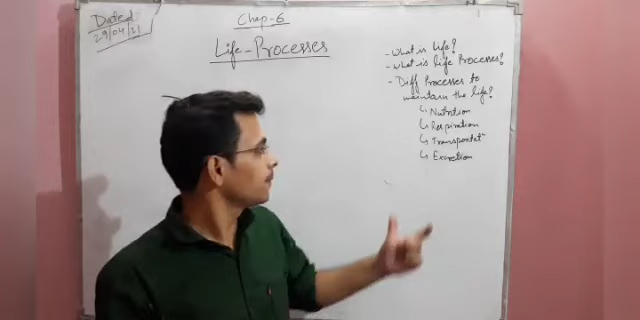 Dated
29/04/21
Chap-6
Life-Processes
- What is life?
- What is life Processes?
- Diff Processes to
maintain the life?
↳ Nutrition
↳ Respiration
↳ Transportatⁿ
↳ Excretion